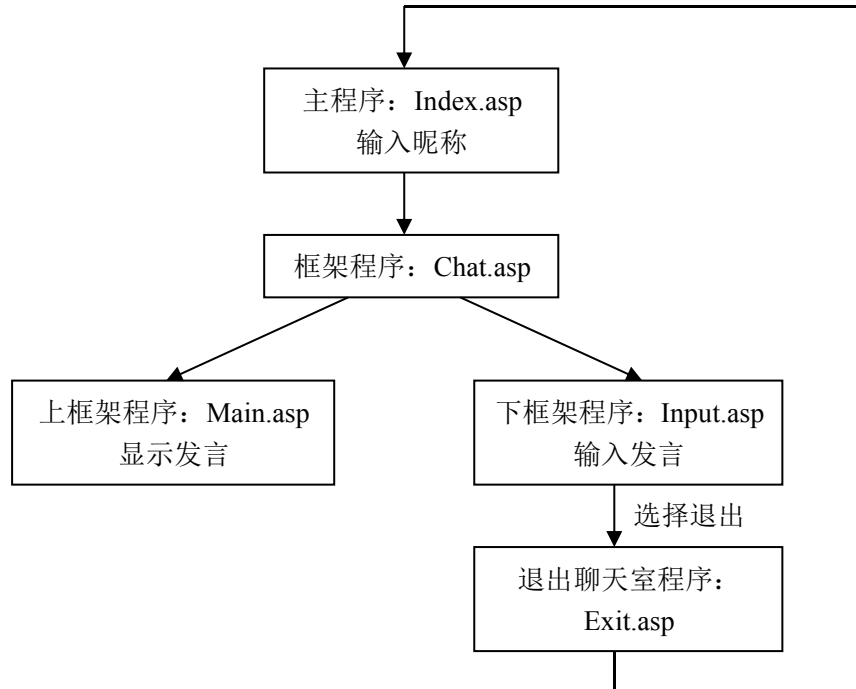 主程序：Index.asp
输入昵称
框架程序：Chat.asp
上框架程序：Main.asp
显示发言
下框架程序：Input.asp
输入发言
选择退出
退出聊天室程序：
Exit.asp